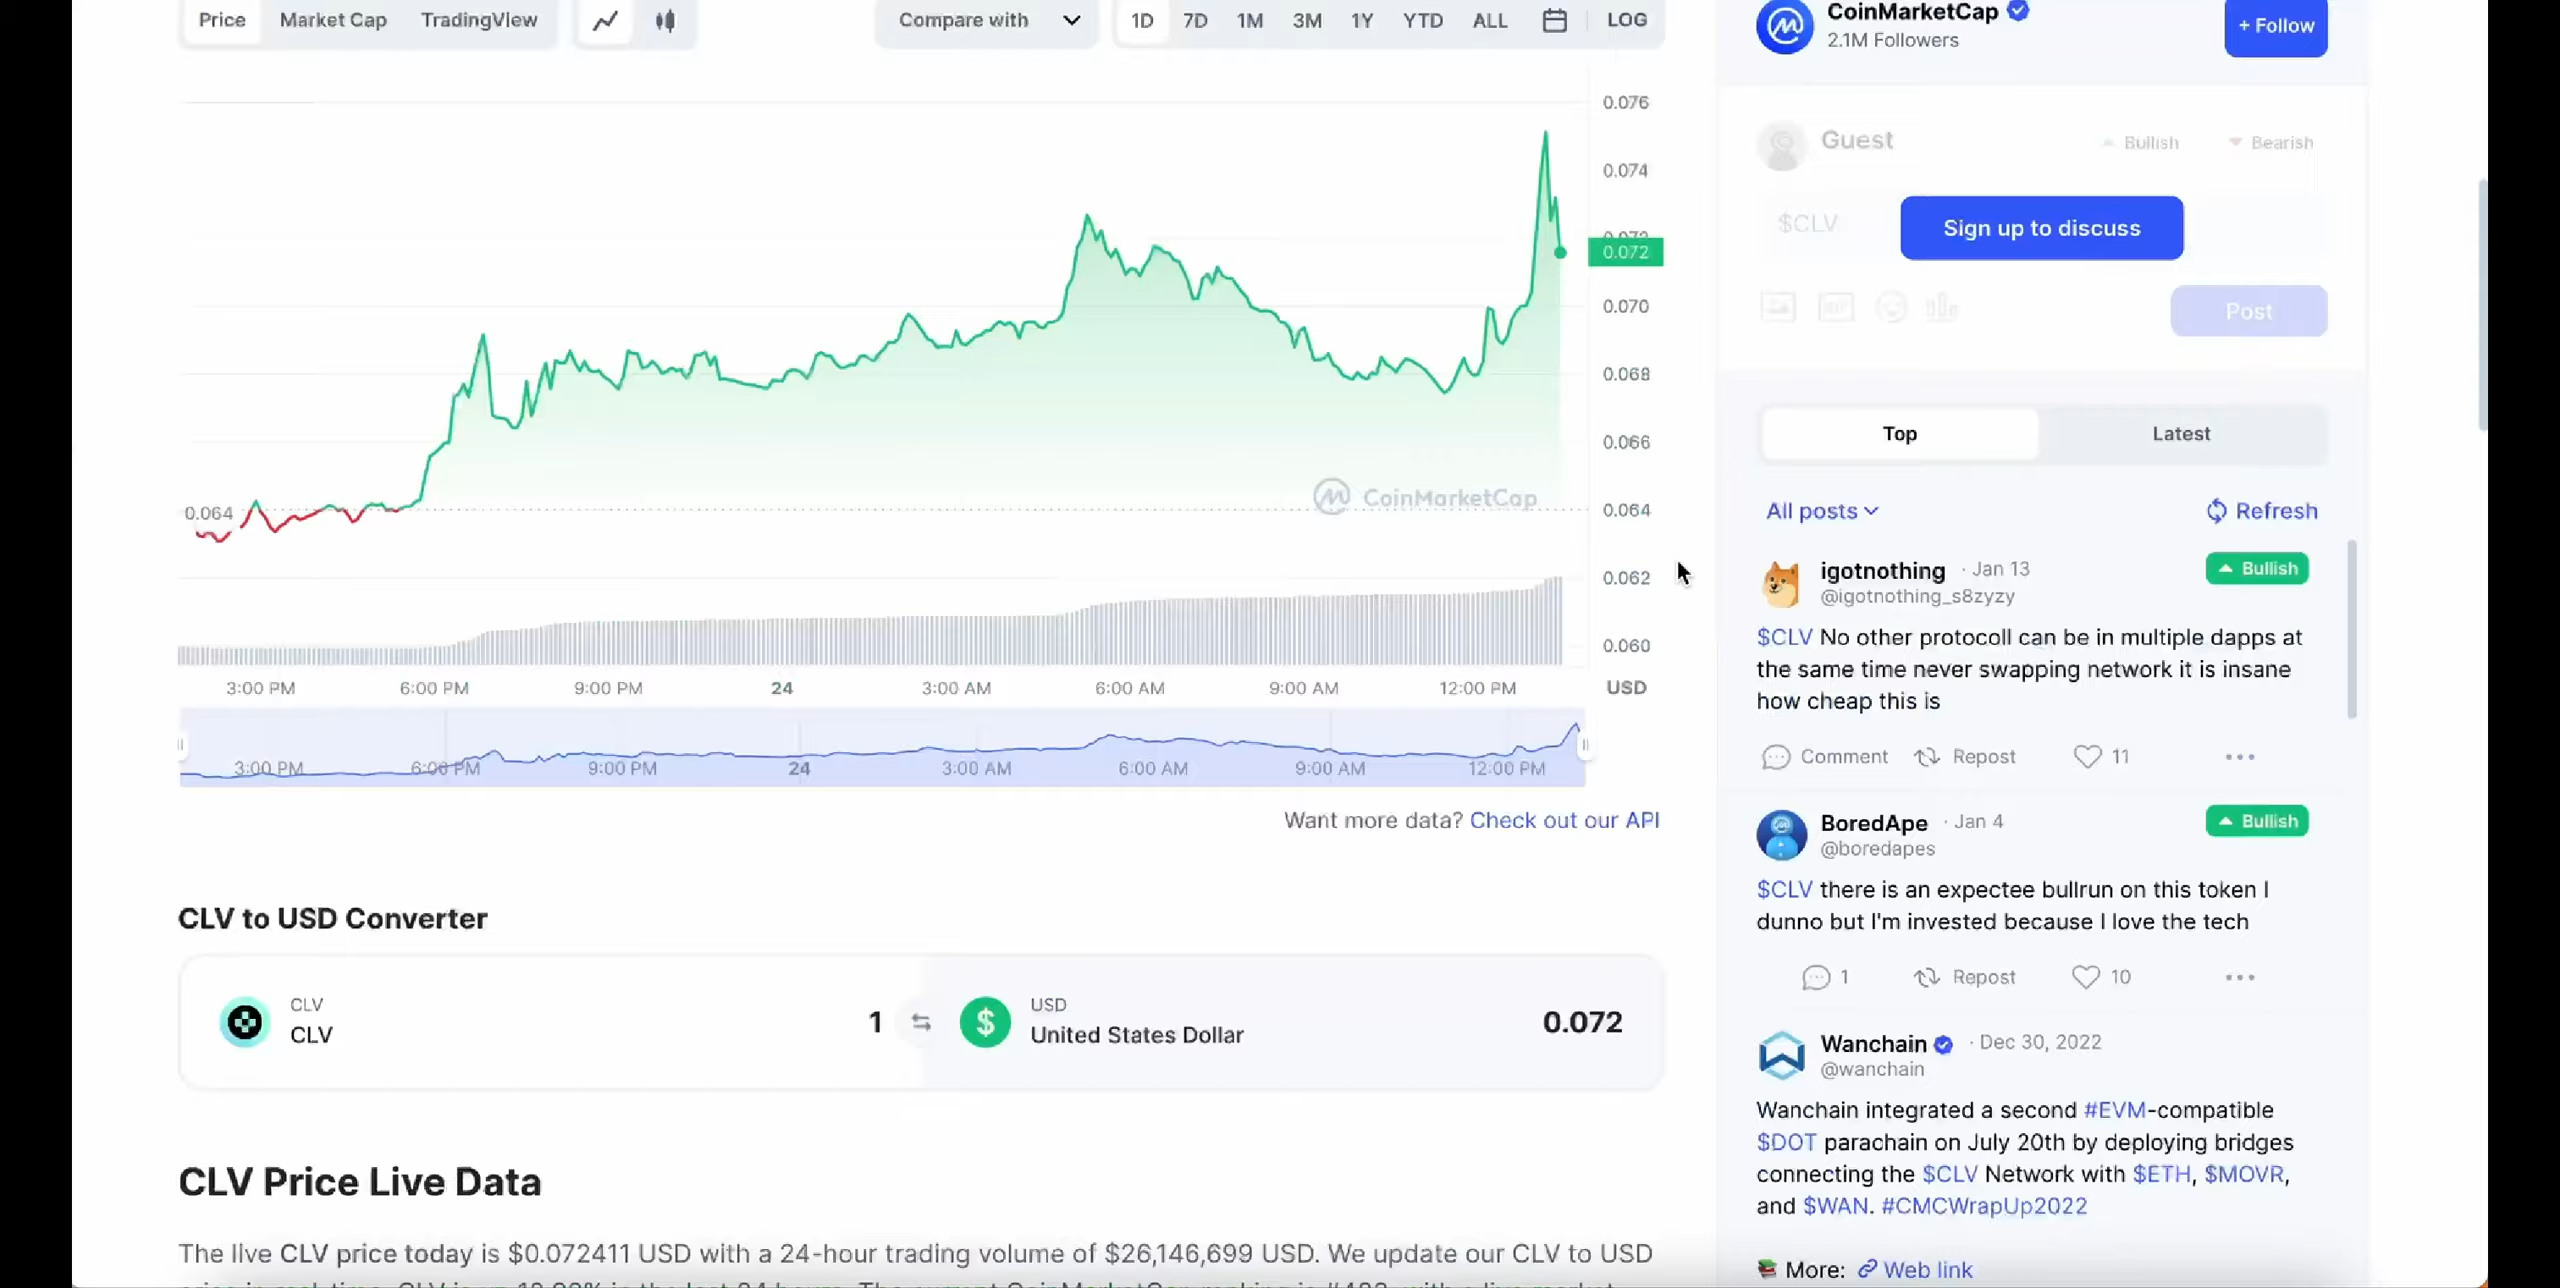 Price Market Cap TradingView
Compare with
1D 7D 1M 3M 1Y YTD ALL LOG
0.076
0.074
0.072
0.070
0.068
0.066
0.064
0.064
0.062
0.060
CoinMarketCap
3:00 PM 6:00 PM 9:00 PM 24 3:00 AM 6:00 AM 9:00 AM 12:00 PM USD
3:00 PM 6:00 PM 9:00 PM 24 3:00 AM 6:00 AM 9:00 AM 12:00 PM
Want more data? Check out our API
CLV to USD Converter
CLV
CLV
1
USD
United States Dollar
0.072
CLV Price Live Data
The live CLV price today is $0.072411 USD with a 24-hour trading volume of $26,146,699 USD. We update our CLV to USD
CoinMarketCap
2.1M Followers
+ Follow
Guest
Bullish Bearish
$CLV
Sign up to discuss
Post
Top Latest
All posts Refresh
igotnothing · Jan 13
@igotnothing_s8zyzy
Bullish
$CLV No other protocoll can be in multiple dapps at
the same time never swapping network it is insane
how cheap this is
Comment Repost 11
BoredApe · Jan 4
@boredapes
Bullish
$CLV there is an expectee bullrun on this token I
dunno but I'm invested because I love the tech
1 Repost 10
Wanchain · Dec 30, 2022
@wanchain
Wanchain integrated a second #EVM-compatible
$DOT parachain on July 20th by deploying bridges
connecting the $CLV Network with $ETH, $MOVR,
and $WAN. #CMCWrapUp2022
More: Web link